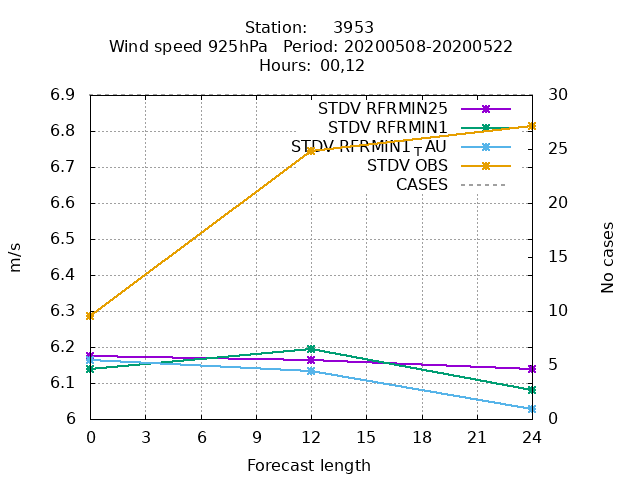 Station: 3953
Wind speed 925hPa Period: 20200508-20200522
Hours: 00,12
6.9
6.8
6.7
6.6
6.5
6.4
6.3
6.2
6.1
6
m/s
30
25
20
15
10
5
0
No cases
STDV RFRMIN25
STDV RFRMIN1
STDV RFRMIN1_TAU
STDV OBS
CASES
0 3 6 9 12 15 18 21 24
Forecast length